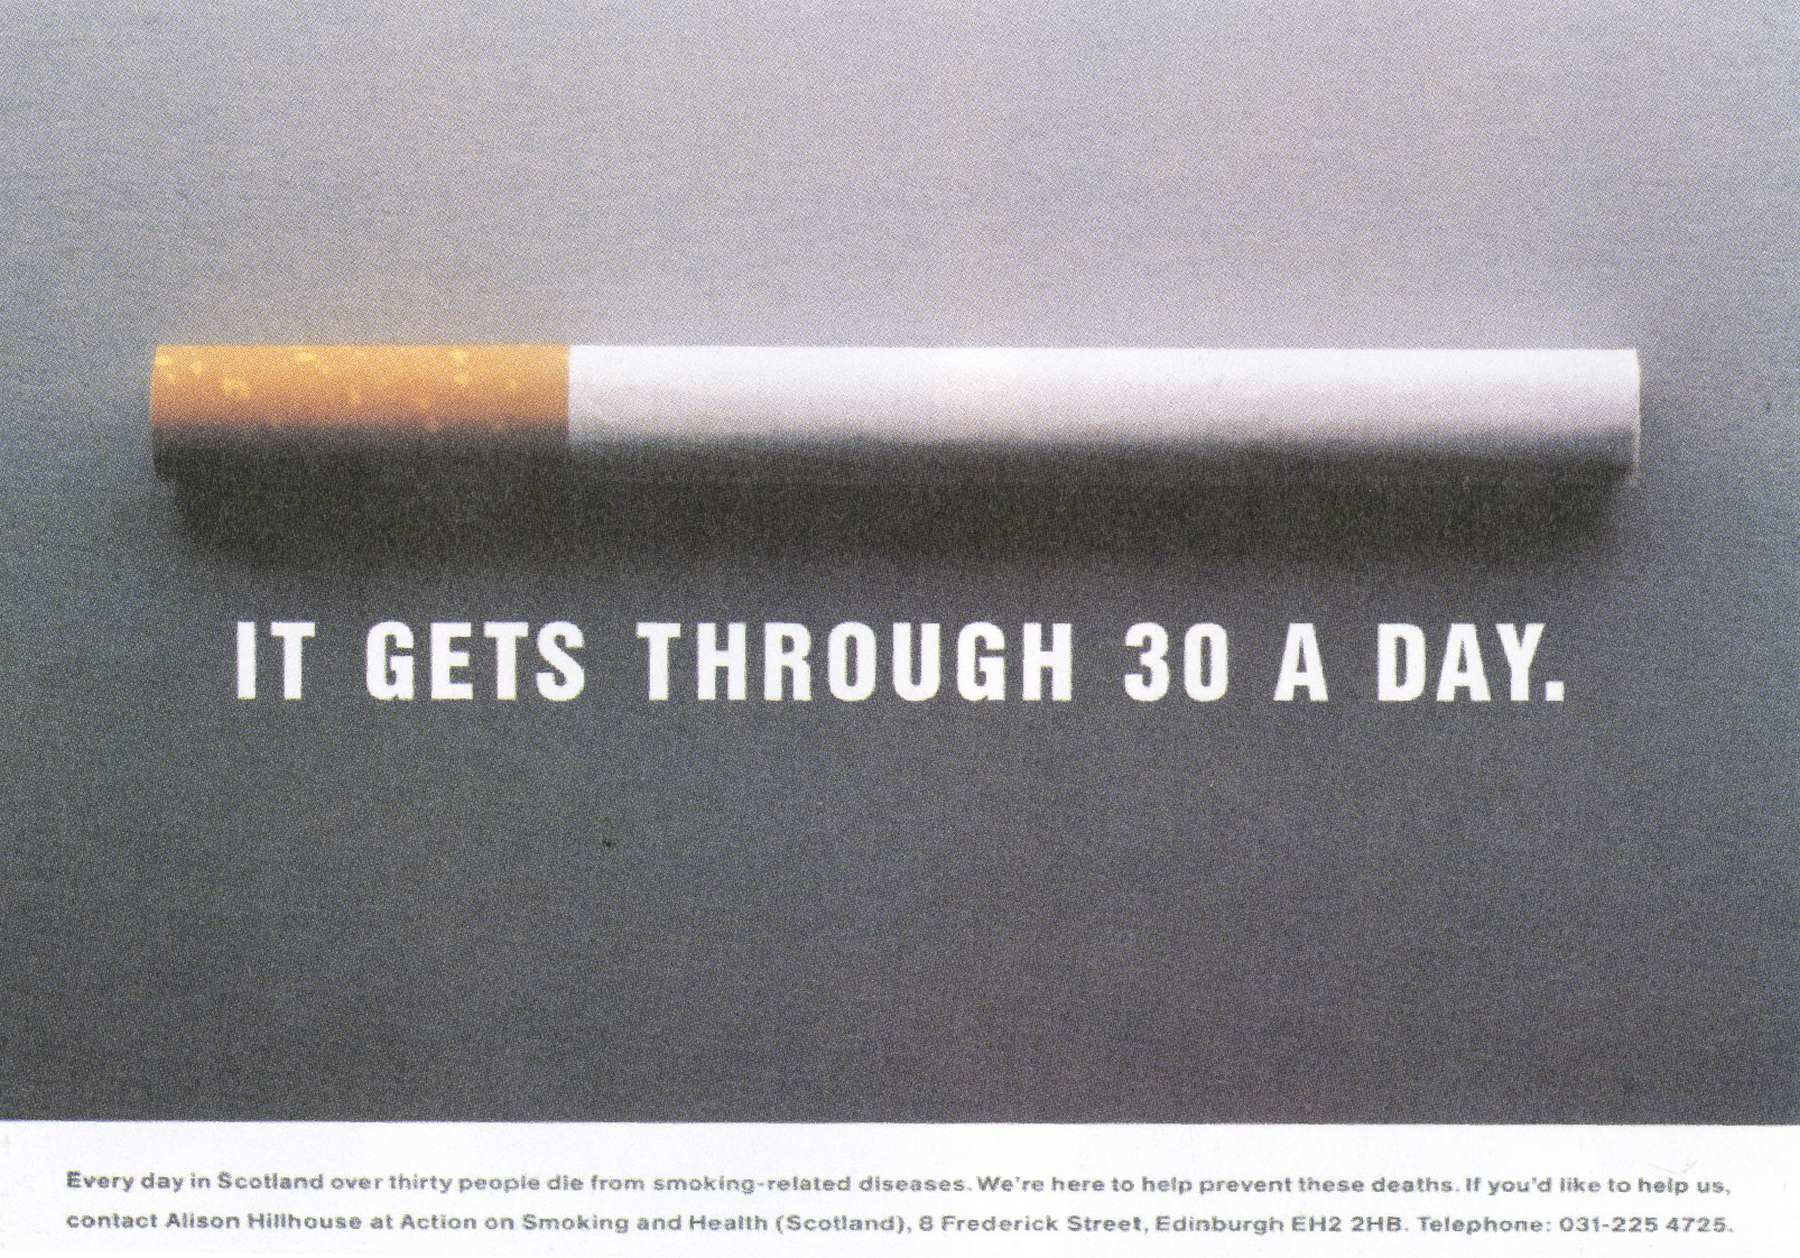 IT GETS THROUGH 30 A DAY.
Every day in Scotland over thirty people die from smoking-related diseases. We're here to help prevent these deaths. If you'd like to help us,
contact Alison Hillhouse at Action on Smoking and Health (Scotland), 8 Frederick Street, Edinburgh EH2 2HB. Telephone: 031-225 4725.